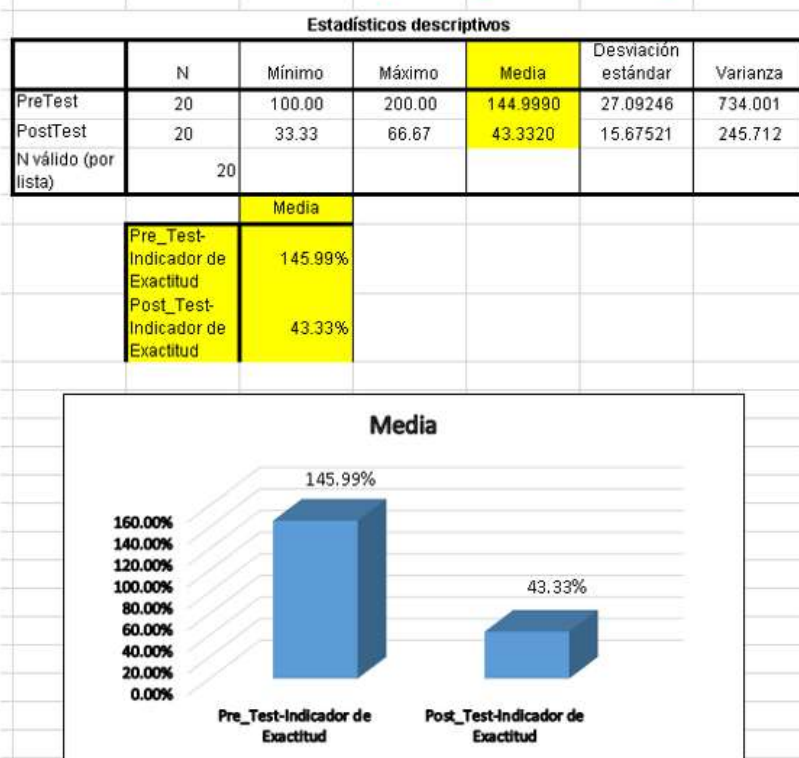 Estadísticos descriptivos
N Mínimo Máximo Media Desviación estándar Varianza
PreTest 20 100.00 200.00 144.9990 27.09246 734.001
PostTest 20 33.33 66.67 43.3320 15.67521 245.712
N válido (por lista) 20
Media
Pre_Test-
Indicador de 145.99%
Exactitud
Post_Test-
Indicador de 43.33%
Exactitud
Media
145.99%
43.33%
160.00%
140.00%
120.00%
100.00%
80.00%
60.00%
40.00%
20.00%
0.00%
Pre_Test-Indicador de
Exactitud
Post_Test-Indicador de
Exactitud